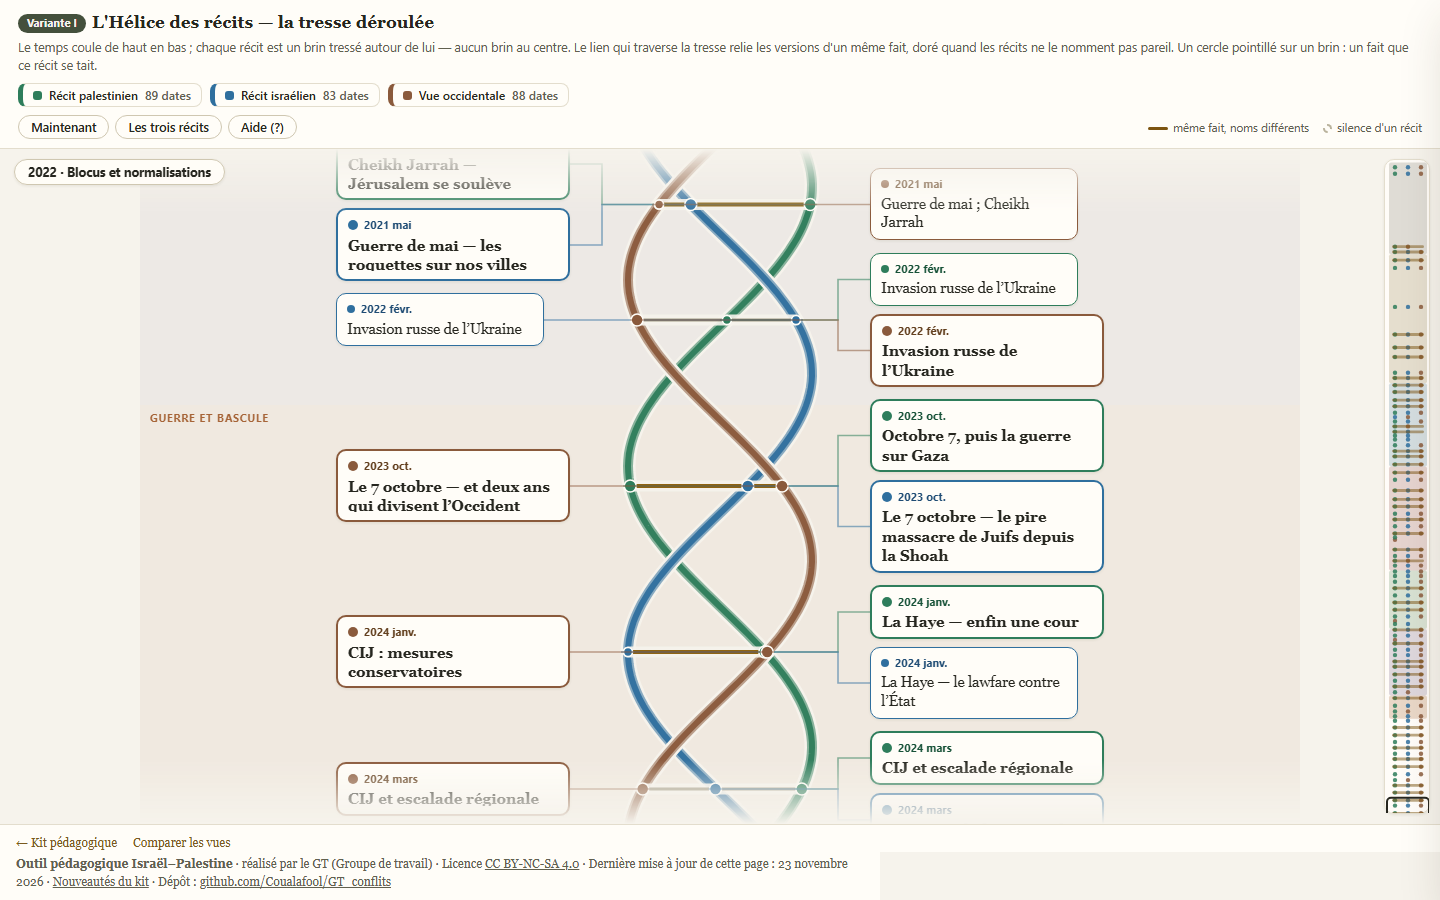 Variante I L'Hélice des récits — la tresse déroulée
Le temps coule de haut en bas ; chaque récit est un brin tressé autour de lui — aucun brin au centre. Le lien qui traverse la tresse relie les versions d'un même fait, doré quand les récits ne le nomment pas pareil. Un cercle pointillé sur un brin : un fait que
ce récit se tait.
Récit palestinien 89 dates
Récit israélien 83 dates
Vue occidentale 88 dates
Maintenant
Les trois récits
Aide (?)
même fait, noms différents
silence d'un récit
2022 · Blocus et normalisations
Cheikh Jarrah —
Jérusalem se soulève
2021 mai
Guerre de mai ; Cheikh
Jarrah
2021 mai
Guerre de mai — les
roquettes sur nos villes
2022 févr.
Invasion russe de l'Ukraine
2022 févr.
Invasion russe de l'Ukraine
2022 févr.
Invasion russe de
l'Ukraine
GUERRE ET BASCULE
2023 oct.
Octobre 7, puis la guerre
sur Gaza
2023 oct.
Le 7 octobre — et deux ans
qui divisent l'Occident
2023 oct.
Le 7 octobre — le pire
massacre de Juifs depuis
la Shoah
2024 janv.
La Haye — enfin une cour
2024 janv.
CIJ : mesures
conservatoires
2024 janv.
La Haye — le lawfare contre
l'État
2024 mars
CIJ et escalade régionale
2024 mars
CIJ et escalade régionale
2024 mars
← Kit pédagogique Comparer les vues
Outil pédagogique Israël–Palestine · réalisé par le GT (Groupe de travail) · Licence CC BY-NC-SA 4.0 · Dernière mise à jour de cette page : 23 novembre
2026 · Nouveautés du kit · Dépôt : github.com/Coualafool/GT_conflits